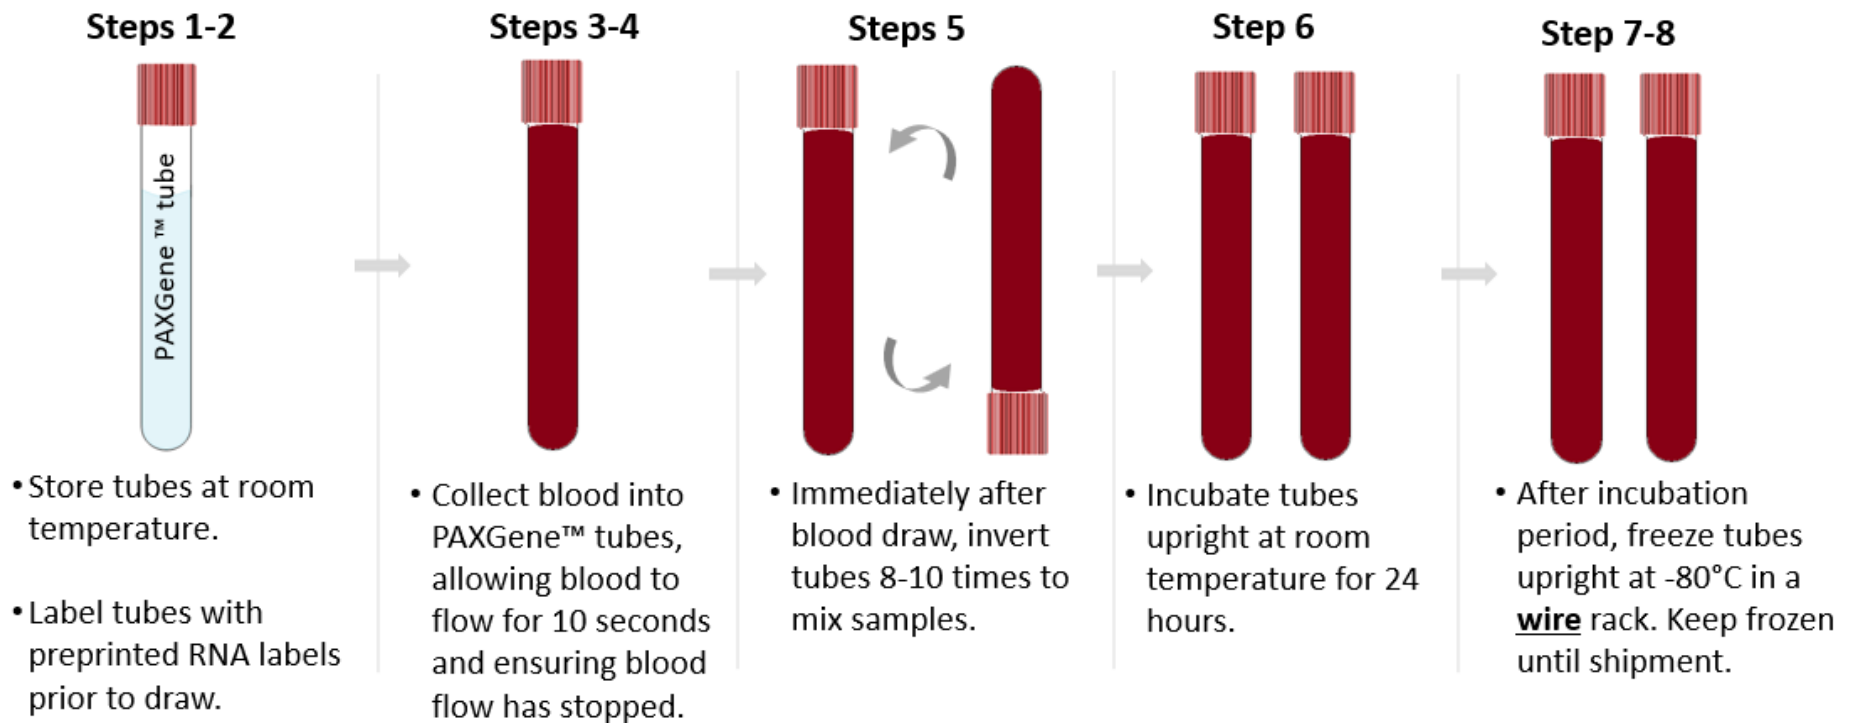 Steps 1-2
PAXGene ™ tube
• Store tubes at room
temperature.
• Label tubes with
preprinted RNA labels
prior to draw.
Steps 3-4
• Collect blood into
PAXGene™ tubes,
allowing blood to
flow for 10 seconds
and ensuring blood
flow has stopped.
Steps 5
• Immediately after
blood draw, invert
tubes 8-10 times to
mix samples.
Step 6
• Incubate tubes
upright at room
temperature for 24
hours.
Step 7-8
• After incubation
period, freeze tubes
upright at -80°C in a
wire rack. Keep frozen
until shipment.